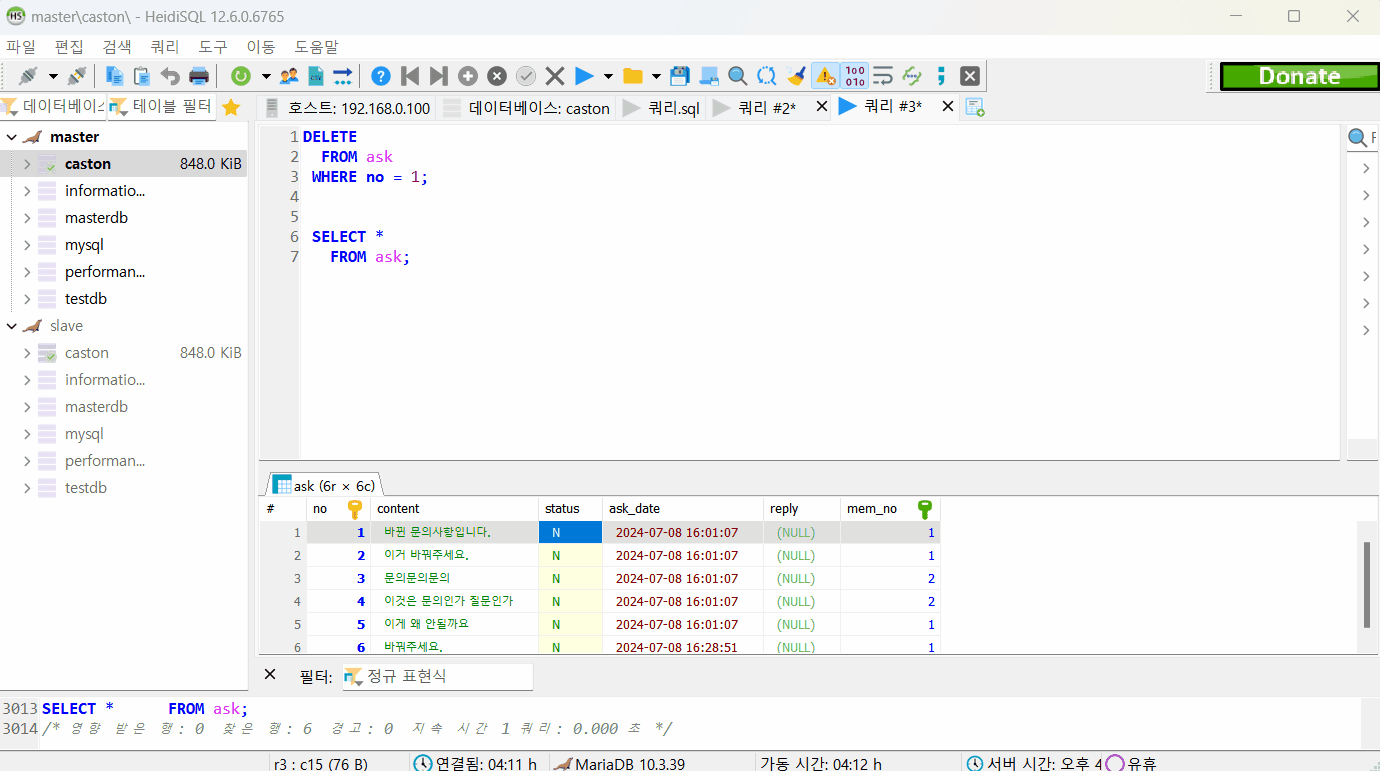 master\caston\ - HeidiSQL 12.6.0.6765
파일 편집 검색 쿼리 도구 이동 도움말
Donate
테이블 필터
호스트: 192.168.0.100 데이터베이스: caston 쿼리.sql 쿼리 #2* 쿼리 #3*
master
caston 848.0 KiB
informatio...
masterdb
mysql
performan...
testdb
slave
caston 848.0 KiB
informatio...
masterdb
mysql
performan...
testdb
1 DELETE
2 FROM ask
3 WHERE no = 1;
4
5
6 SELECT *
7 FROM ask;
ask (6r × 6c)
# no content status ask_date reply mem_no
1 1 바뀐 문의사항입니다. N 2024-07-08 16:01:07 (NULL) 1
2 2 이거 바꿔주세요. N 2024-07-08 16:01:07 (NULL) 1
3 3 문의문의문의 N 2024-07-08 16:01:07 (NULL) 2
4 4 이것은 문의인가 질문인가 N 2024-07-08 16:01:07 (NULL) 2
5 5 이게 왜 안될까요 N 2024-07-08 16:01:07 (NULL) 1
6 6 바꿔주세요. N 2024-07-08 16:28:51 (NULL) 1
필터: 정규 표현식
3013 SELECT * FROM ask;
3014 /* 영향 받은 행: 0 찾은 행: 6 경고: 0 지속 시간 1 쿼리: 0.000 초 */
r3 : c15 (76 B) 연결됨: 04:11 h MariaDB 10.3.39 가동 시간: 04:12 h 서버 시간: 오후 4 유휴